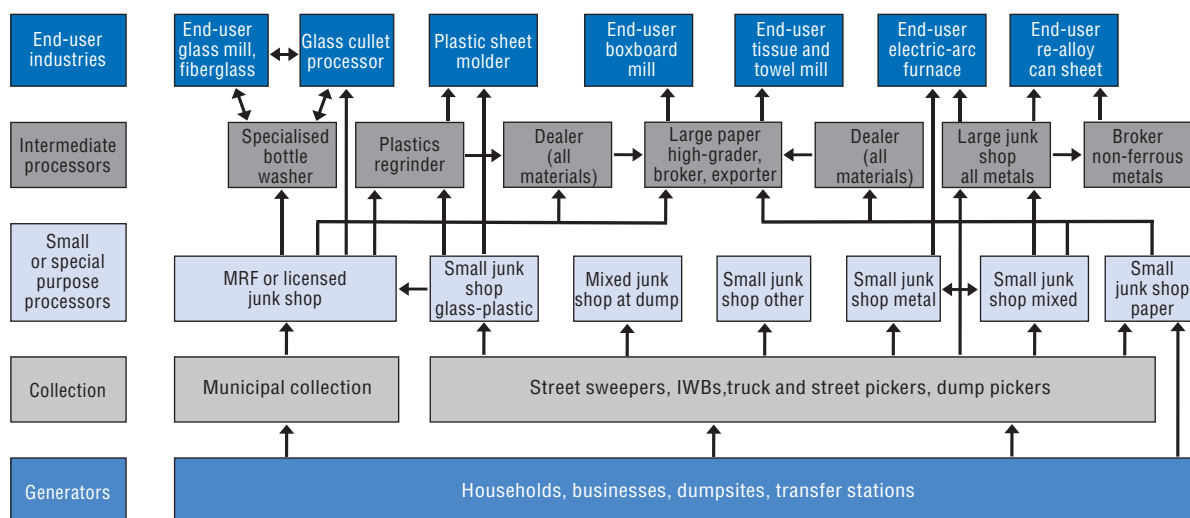 End-user
industries
End-user
glass mill,
fiberglass
Glass cullet
processor
Plastic sheet
molder
End-user
boxboard
mill
End-user
tissue and
towel mill
End-user
electric-arc
furnace
End-user
re-alloy
can sheet
Intermediate
processors
Specialised
bottle
washer
Plastics
regrinder
Dealer
(all
materials)
Large paper
high-grader,
broker, exporter
Dealer
(all
materials)
Large junk
shop
all metals
Broker
non-ferrous
metals
Small
or special
purpose
processors
MRF or licensed
junk shop
Small junk
shop
glass-plastic
Mixed junk
shop at dump
Small junk
shop other
Small junk
shop metal
Small junk
shop mixed
Small
junk shop
paper
Collection
Municipal collection
Street sweepers, IWBs,truck and street pickers, dump pickers
Generators
Households, businesses, dumpsites, transfer stations